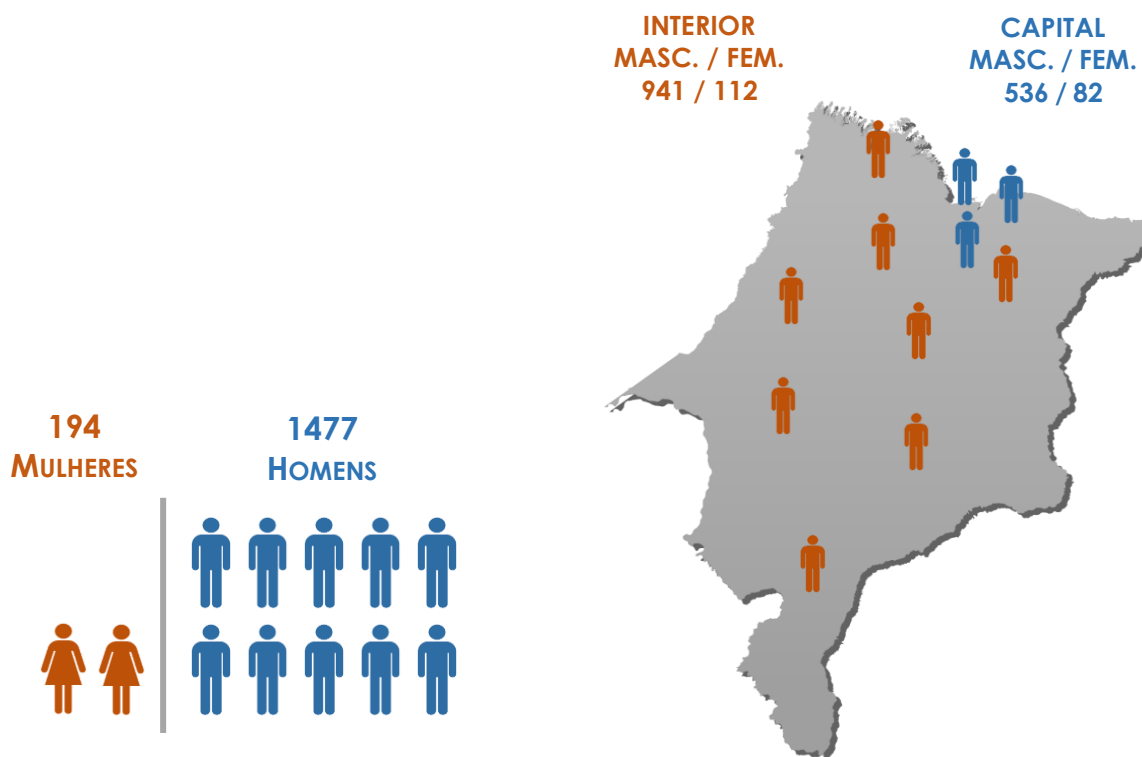 INTERIOR
MASC. / FEM.
941 / 112
CAPITAL
MASC. / FEM.
536 / 82
194
MULHERES
1477
HOMENS